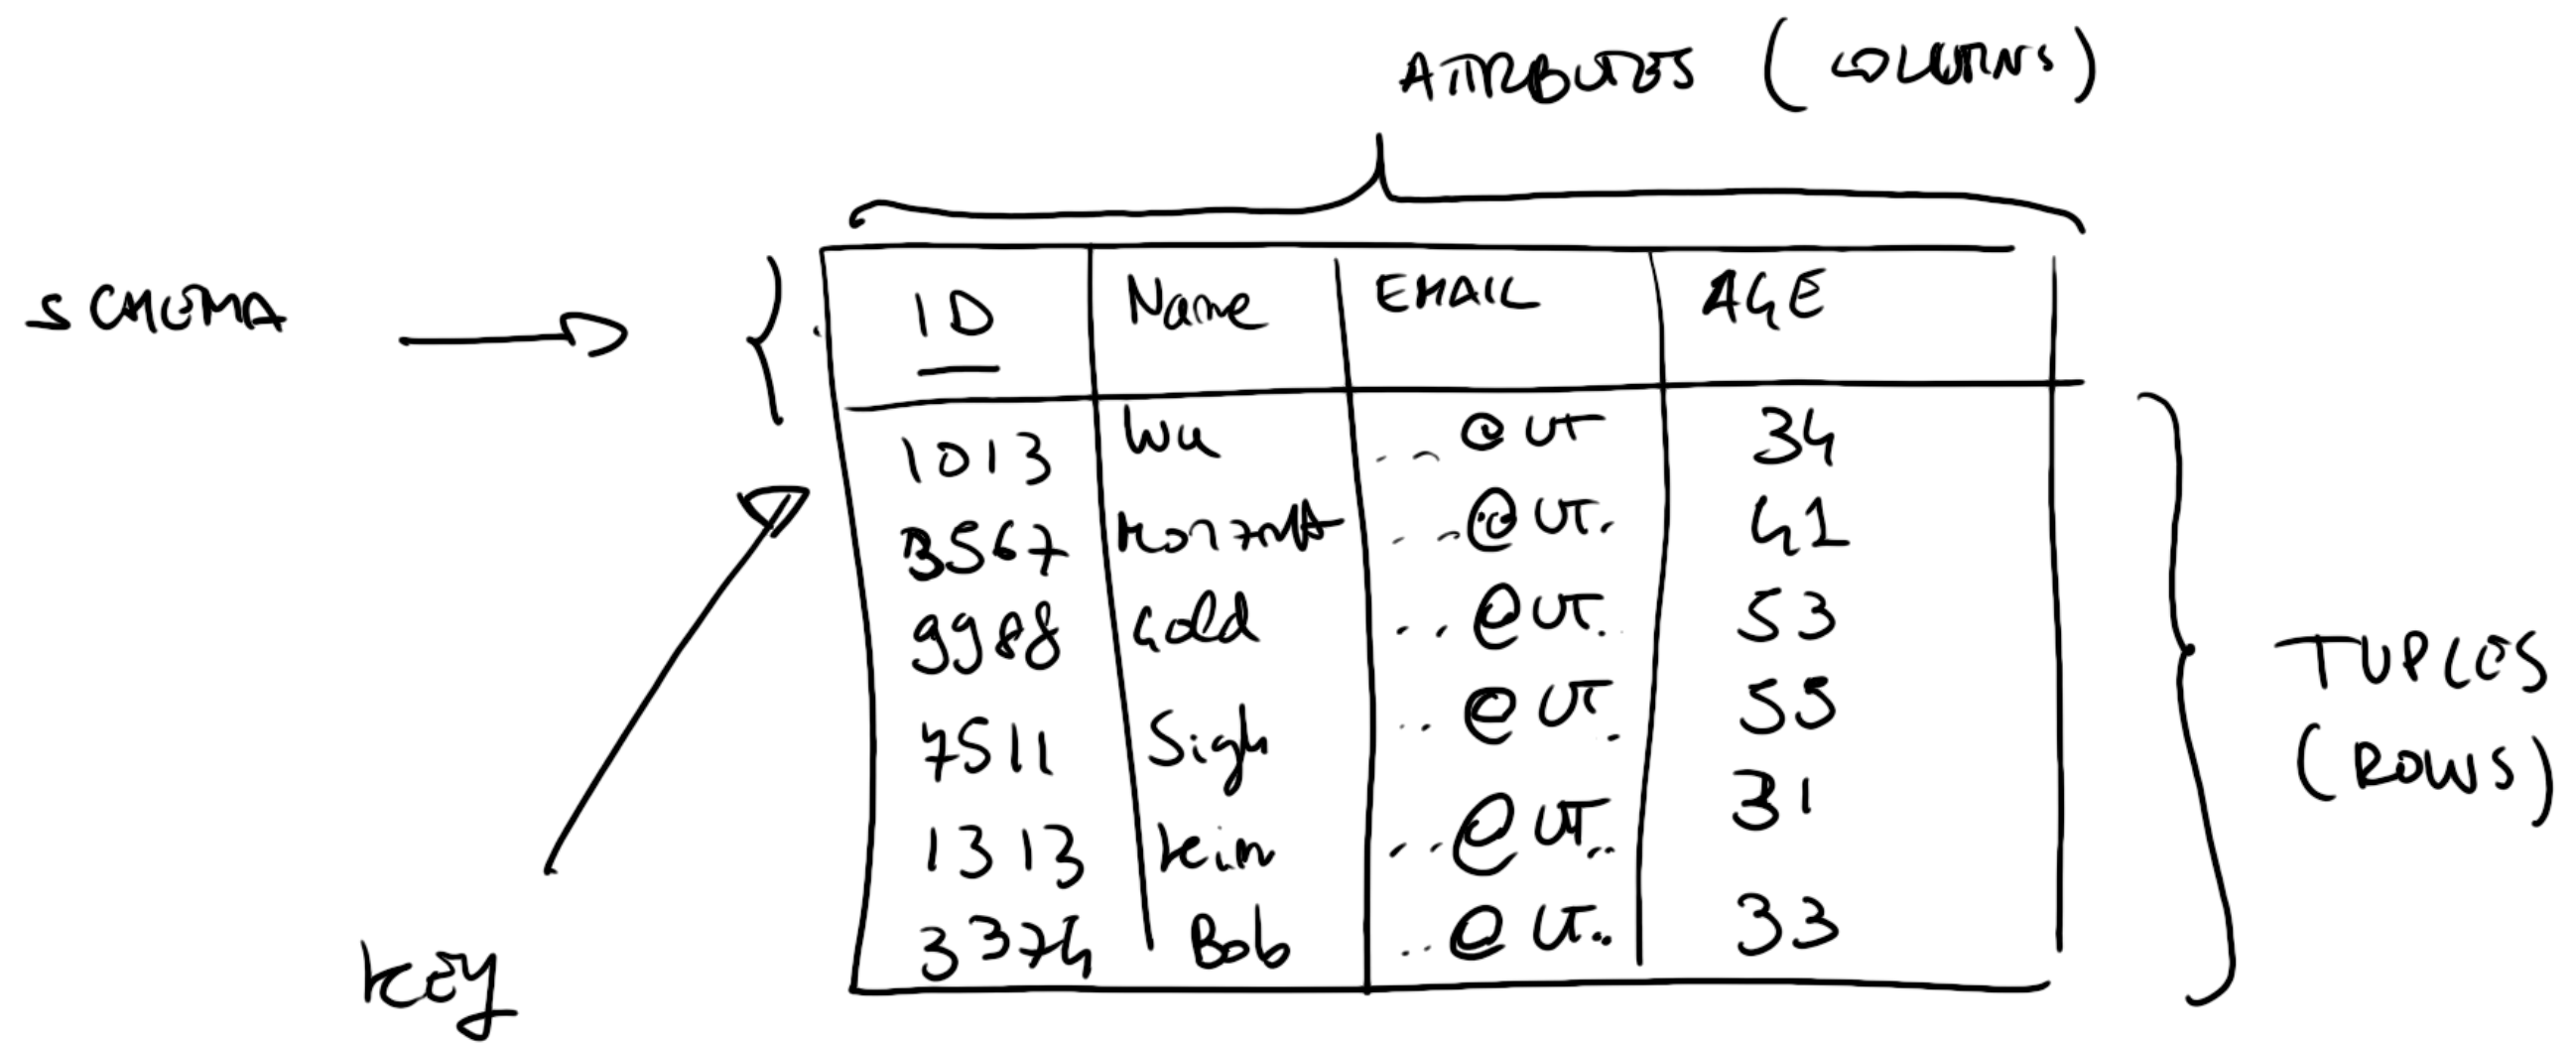 ATTRIBUTES (COLUMNS)
SCHEMA
ID Name EMAIL AGE
1013 Wu ..@UT 34
3567 ..@UT. 41
9988 Gold ..@UT. 53
7511 Sigh ..@UT. 55
1313 ..@UT.. 31
3374 Bob ..@UT.. 33
TUPLES
(ROWS)
KEY